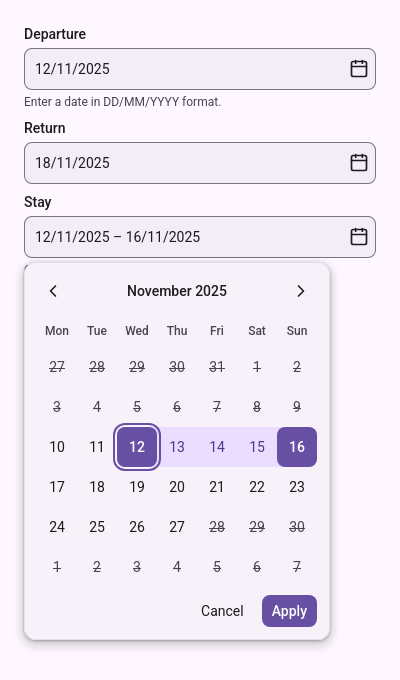 Departure
12/11/2025
Enter a date in DD/MM/YYYY format.
Return
18/11/2025
Stay
12/11/2025 – 16/11/2025
November 2025
Mon Tue Wed Thu Fri Sat Sun
27 28 29 30 31 1 2
3 4 5 6 7 8 9
10 11 12 13 14 15 16
17 18 19 20 21 22 23
24 25 26 27 28 29 30
1 2 3 4 5 6 7
Cancel Apply